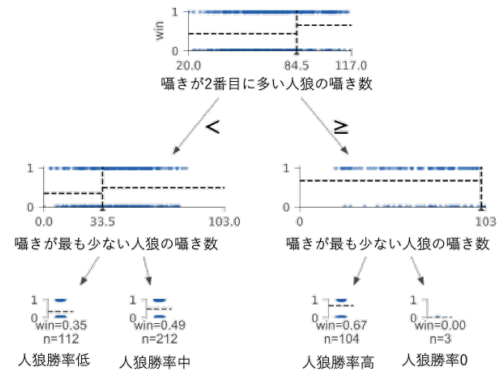 win
1
0
20.0 84.5 117.0
囁きが2番目に多い人狼の囁き数
< ≥
1
0
0.0 33.5 103.0
囁きが最も少ない人狼の囁き数
1
0
0 103
囁きが最も少ない人狼の囁き数
1
0
win=0.35
n=112
人狼勝率低
1
0
win=0.49
n=212
人狼勝率中
1
0
win=0.67
n=104
人狼勝率高
1
0
win=0.00
n=3
人狼勝率0